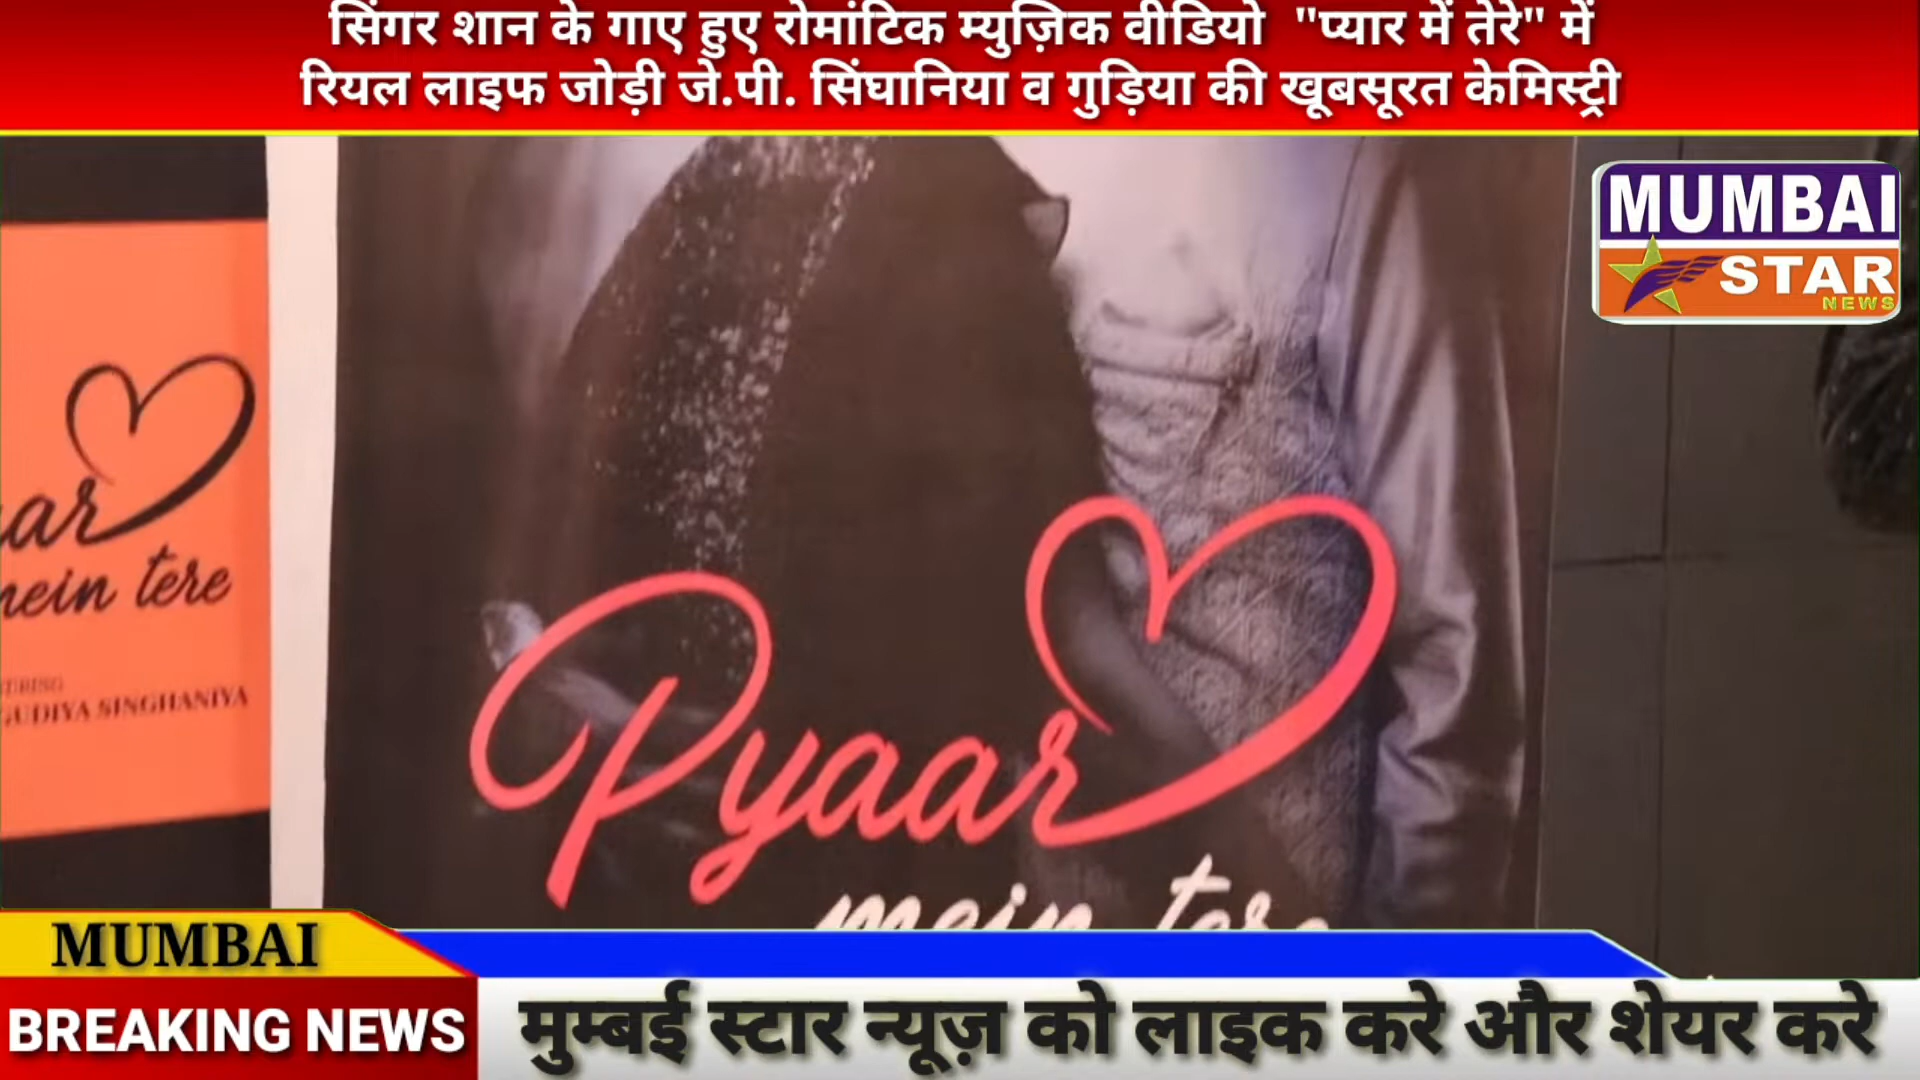 सिंगर शान के गाए हुए रोमांटिक म्युज़िक वीडियो "प्यार में तेरे" में
रियल लाइफ जोड़ी जे.पी. सिंघानिया व गुड़िया की खूबसूरत केमिस्ट्री
MUMBAI
STAR
NEWS
mein tere
GUDIYA SINGHANIYA
Pyaar
mein tere
MUMBAI
BREAKING NEWS
मुम्बई स्टार न्यूज़ को लाइक करे और शेयर करे